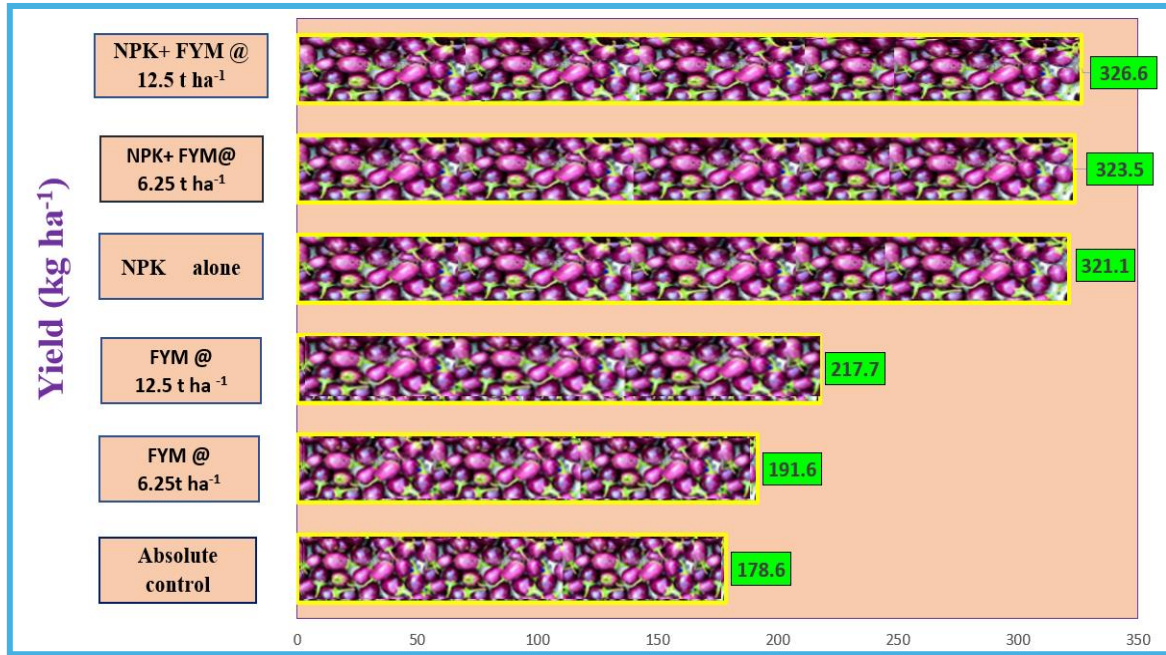 Yield (kg ha⁻¹)
NPK+ FYM @
12.5 t ha⁻¹
326.6
NPK+ FYM@
6.25 t ha⁻¹
323.5
NPK alone
321.1
FYM @
12.5 t ha ⁻¹
217.7
FYM @
6.25t ha⁻¹
191.6
Absolute
control
178.6
0 50 100 150 200 250 300 350